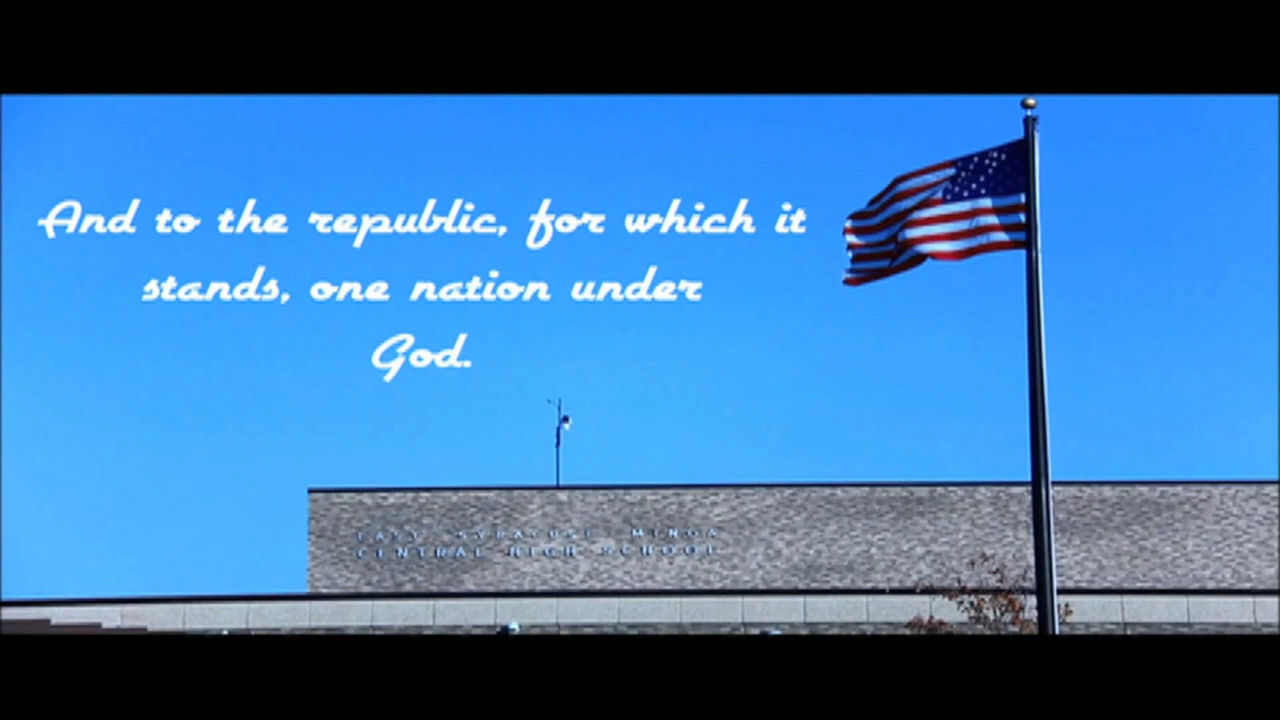 And to the republic, for which it
stands, one nation under
God.
EAST SYRACUSE MINOA
CENTRAL HIGH SCHOOL